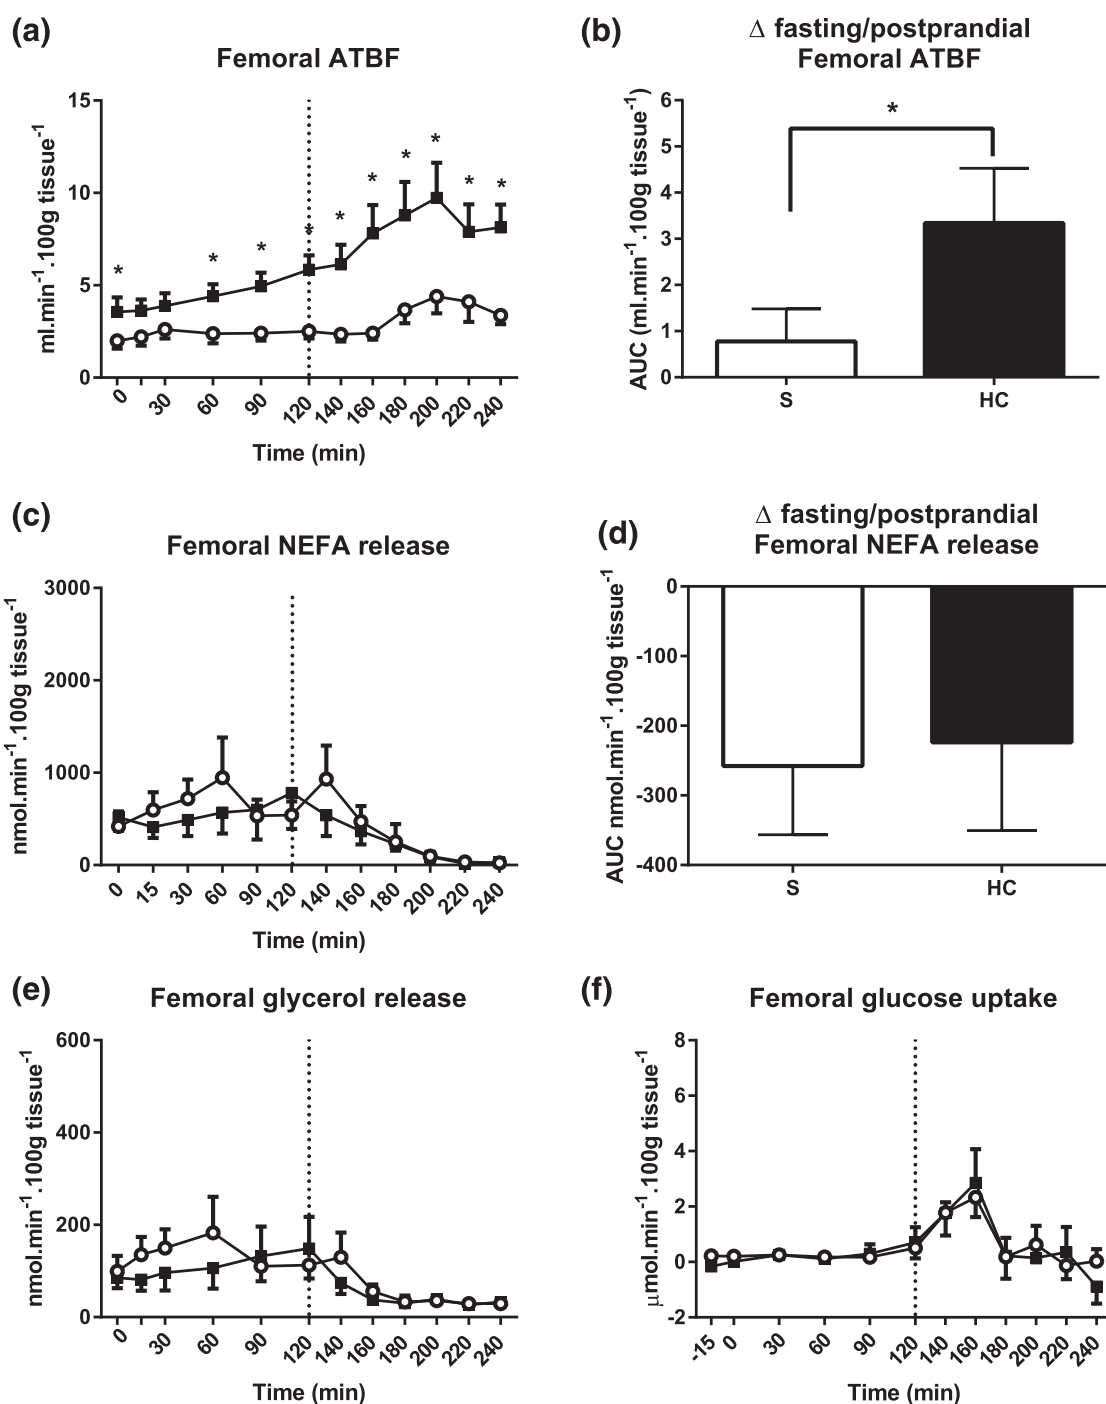 (a)
Femoral ATBF
15
10
5
0
ml.min-1.100g tissue-1
* * * * * * * * * *
0 30 60 90 120 140 160 180 200 220 240
Time (min)
(b)
Δ fasting/postprandial
Femoral ATBF
6
5
4
3
2
1
0
AUC (ml.min-1.100g tissue-1)
*
S HC
(c)
Femoral NEFA release
3000
2000
1000
0
nmol.min-1.100g tissue-1
0 15 30 60 90 120 140 160 180 200 220 240
Time (min)
(d)
Δ fasting/postprandial
Femoral NEFA release
0
-100
-200
-300
-400
AUC nmol.min-1.100g tissue-1
S HC
(e)
Femoral glycerol release
600
400
200
0
nmol.min-1.100g tissue-1
0 30 60 90 120 140 160 180 200 220 240
Time (min)
(f)
Femoral glucose uptake
8
6
4
2
0
-2
μmol.min-1.100g tissue-1
-15 0 30 60 90 120 140 160 180 200 220 240
Time (min)